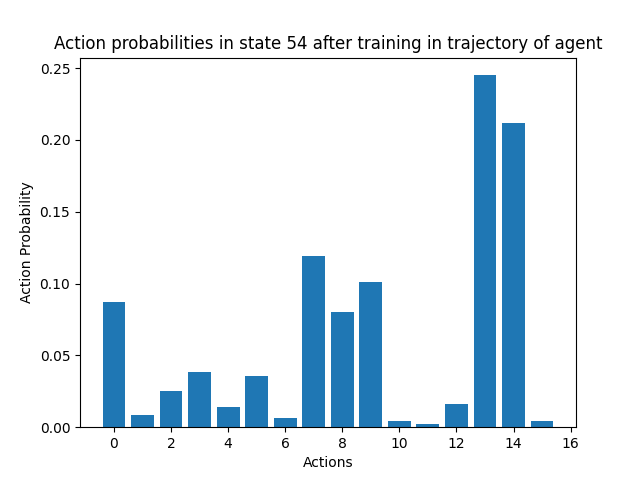 Action probabilities in state 54 after training in trajectory of agent
0.25
0.20
0.15
0.10
0.05
0.00
Action Probability
0 2 4 6 8 10 12 14 16
Actions